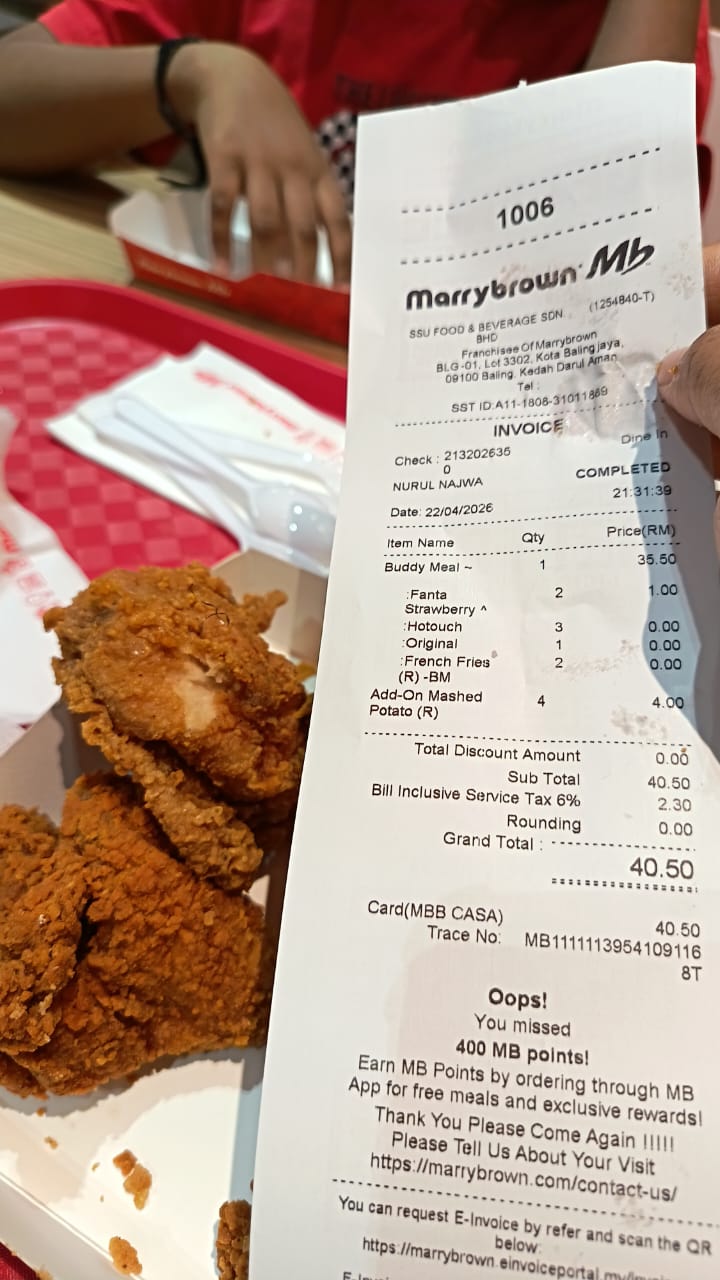 1006
Marrybrown Mb
SSU FOOD & BEVERAGE SDN (1254840-T)
BHD
Franchisee Of Marrybrown
BLG-01, Lot 3302, Kota Baling jaya,
09100 Baling, Kedah Darul Aman
Tel :
SST ID:A11-1808-31011869
INVOICE
Dine In
Check : 213202635
0
COMPLETED
NURUL NAJWA
21:31:39
Date: 22/04/2026
Item Name Qty Price(RM)
Buddy Meal ~ 1 35.50
:Fanta 2 1.00
Strawberry ^
:Hotouch 3 0.00
:Original 1 0.00
:French Fries 2 0.00
(R) -BM
Add-On Mashed 4 4.00
Potato (R)
Total Discount Amount 0.00
Sub Total 40.50
Bill Inclusive Service Tax 6% 2.30
Rounding 0.00
Grand Total :
40.50
Card(MBB CASA) 40.50
Trace No: MB1111113954109116
8T
Oops!
You missed
400 MB points!
Earn MB Points by ordering through MB
App for free meals and exclusive rewards!
Thank You Please Come Again !!!!!
Please Tell Us About Your Visit
https://marrybrown.com/contact-us/
You can request E-Invoice by refer and scan the QR
below:
https://marrybrown.einvoiceportal.my/